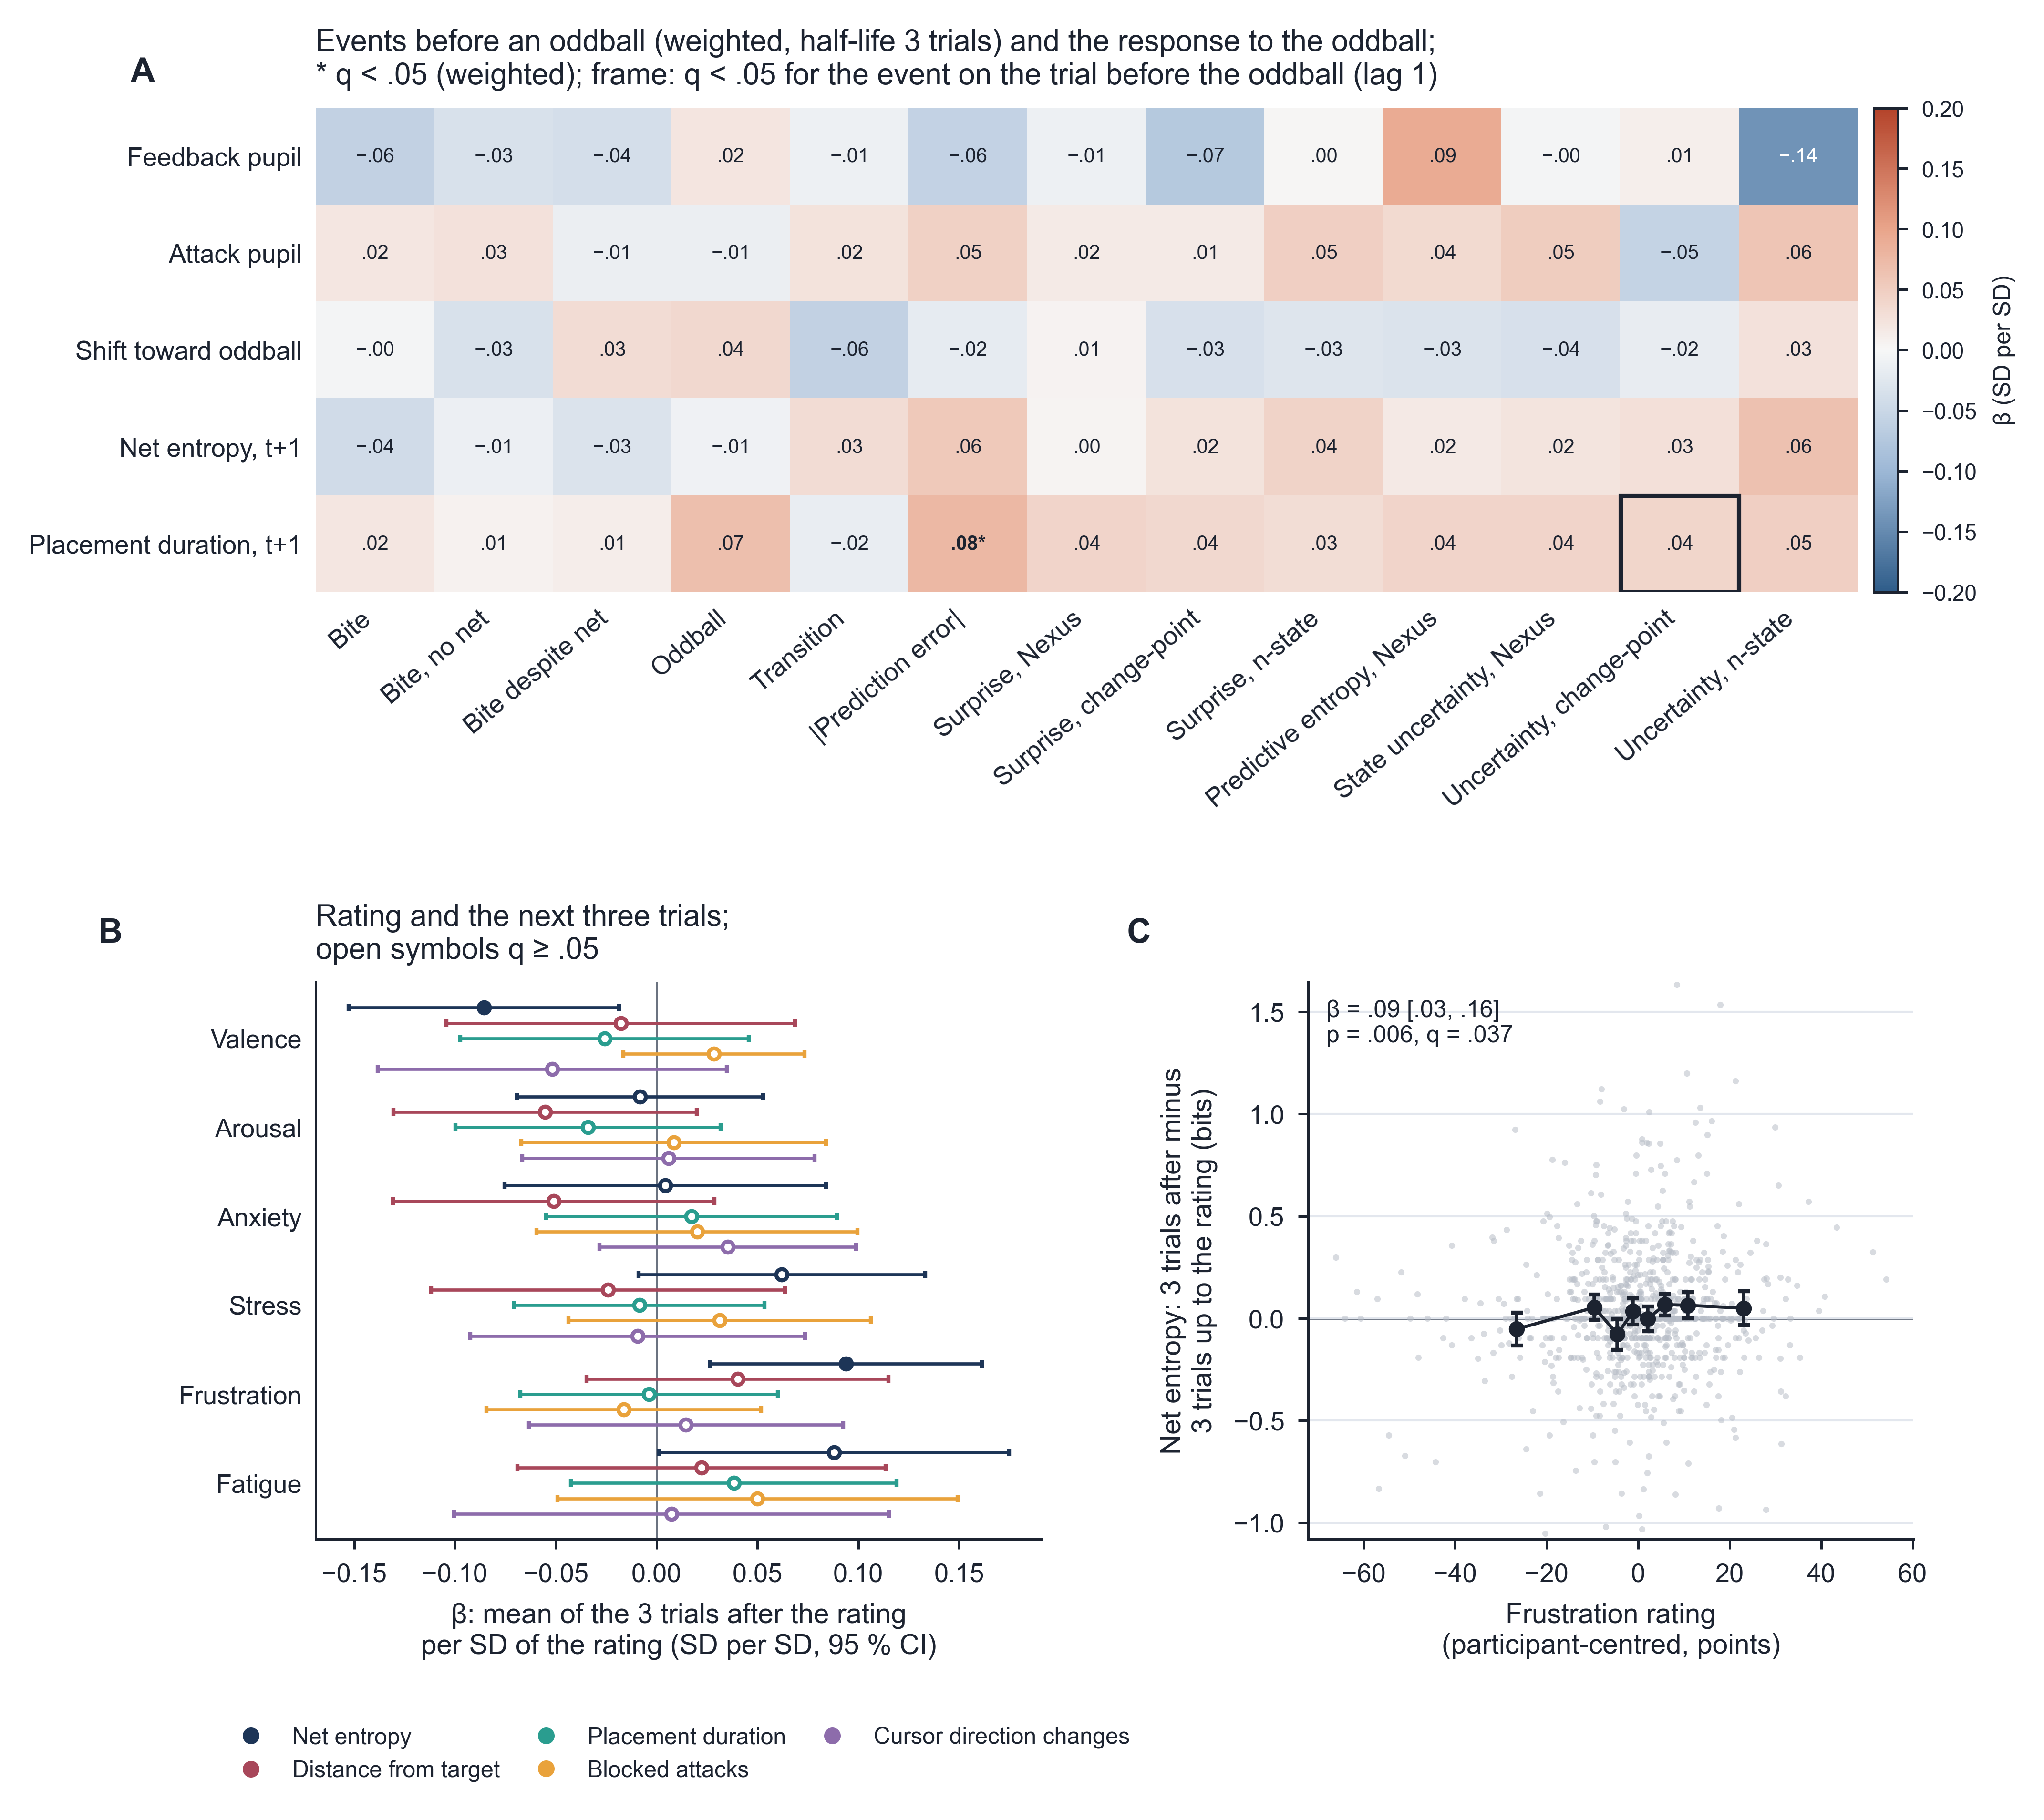 A
Events before an oddball (weighted, half-life 3 trials) and the response to the oddball;
* q < .05 (weighted); frame: q < .05 for the event on the trial before the oddball (lag 1)
Feedback pupil −.06 −.03 −.04 .02 −.01 −.06 −.01 −.07 .00 .09 −.00 .01 −.14
Attack pupil .02 .03 −.01 −.01 .02 .05 .02 .01 .05 .04 .05 −.05 .06
Shift toward oddball −.00 −.03 .03 .04 −.06 −.02 .01 −.03 −.03 −.03 −.04 −.02 .03
Net entropy, t+1 −.04 −.01 −.03 −.01 .03 .06 .00 .02 .04 .02 .02 .03 .06
Placement duration, t+1 .02 .01 .01 .07 −.02 .08* .04 .04 .03 .04 .04 .04 .05
Bite
Bite, no net
Bite despite net
Oddball
Transition
|Prediction error|
Surprise, Nexus
Surprise, change-point
Surprise, n-state
Predictive entropy, Nexus
State uncertainty, Nexus
Uncertainty, change-point
Uncertainty, n-state
0.20
0.15
0.10
0.05
0.00
−0.05
−0.10
−0.15
−0.20
β (SD per SD)
B
Rating and the next three trials;
open symbols q ≥ .05
Valence
Arousal
Anxiety
Stress
Frustration
Fatigue
−0.15 −0.10 −0.05 0.00 0.05 0.10 0.15
β: mean of the 3 trials after the rating
per SD of the rating (SD per SD, 95 % CI)
Net entropy
Distance from target
Placement duration
Blocked attacks
Cursor direction changes
C
β = .09 [.03, .16]
p = .006, q = .037
1.5
1.0
0.5
0.0
−0.5
−1.0
Net entropy: 3 trials after minus
3 trials up to the rating (bits)
−60 −40 −20 0 20 40 60
Frustration rating
(participant-centred, points)